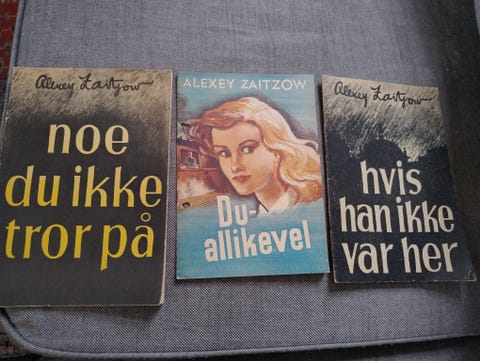 Alexey Zaitzow
noe
du ikke
tror på
ALEXEY ZAITZOW
Du-
allikevel
Alexey Zaitzow
hvis
han ikke
var her